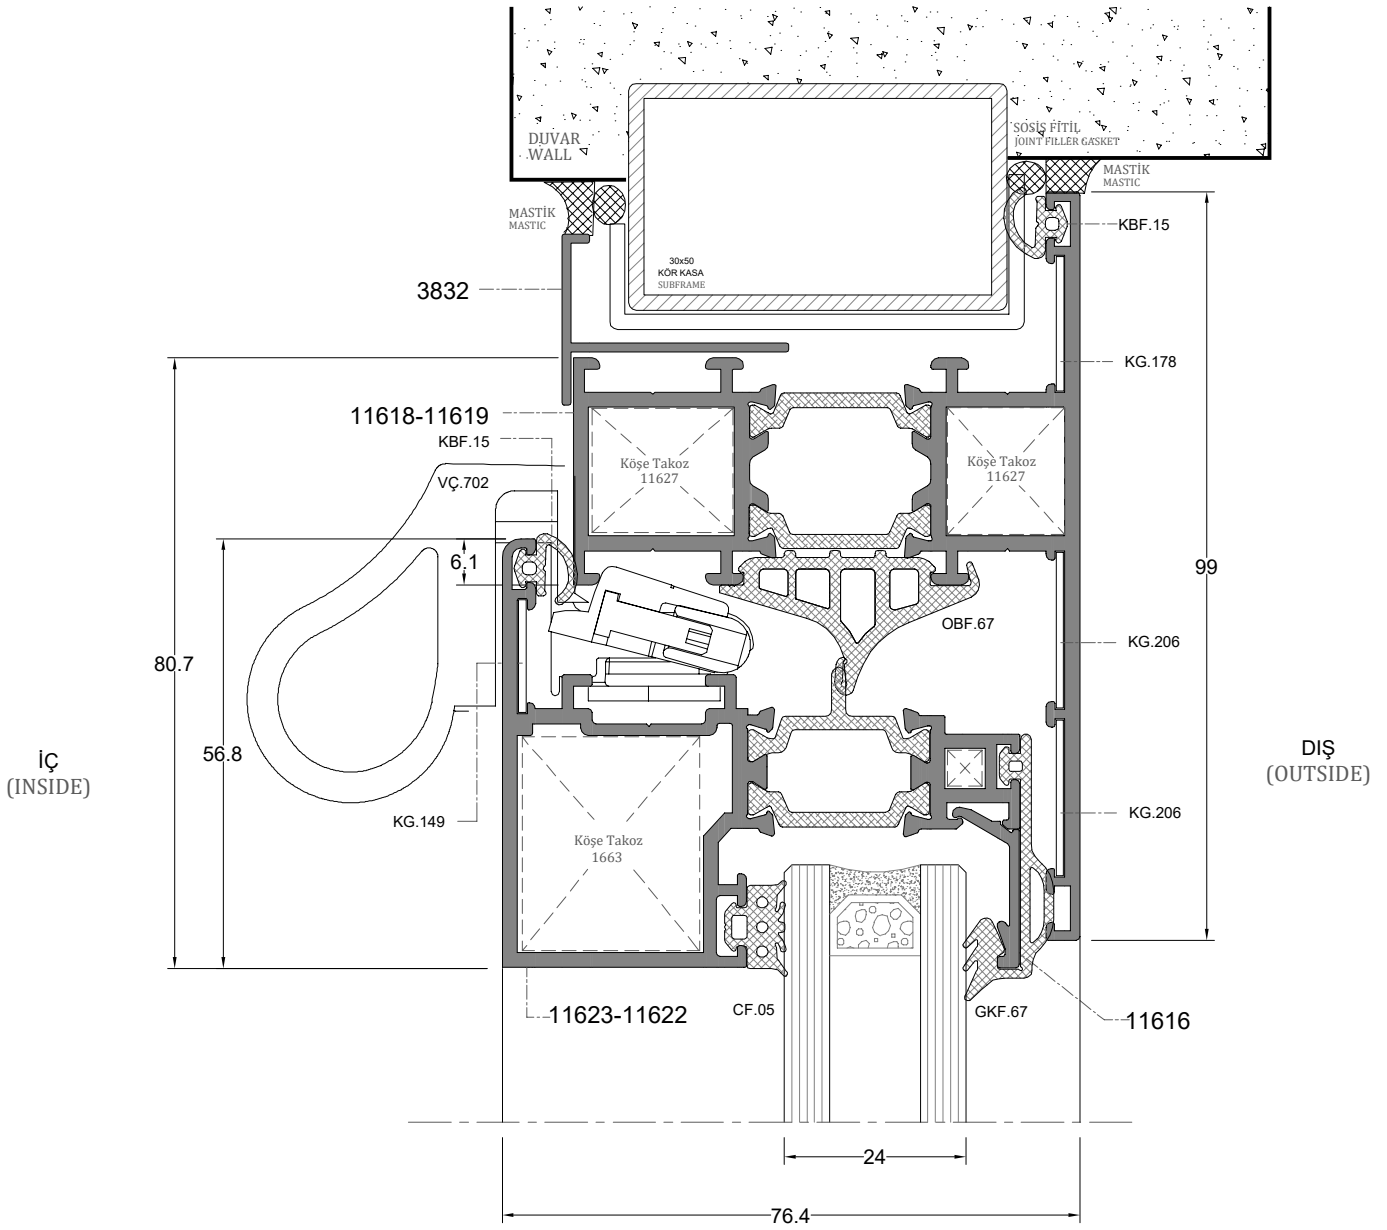 DUVAR
WALL
SOSİS FİTİL
JOINT FILLER GASKET
MASTİK
MASTIC
MASTİK
MASTIC
KBF.15
30x50
KÖR KASA
SUBFRAME
3832
KG.178
11618-11619
KBF.15
Köşe Takoz
11627
Köşe Takoz
11627
VÇ.702
6.1
99
OBF.67
KG.206
80.7
56.8
İÇ
(INSIDE)
DIŞ
(OUTSIDE)
KG.149
KG.206
Köşe Takoz
1663
11623-11622
CF.05
GKF.67
11616
24
76.4